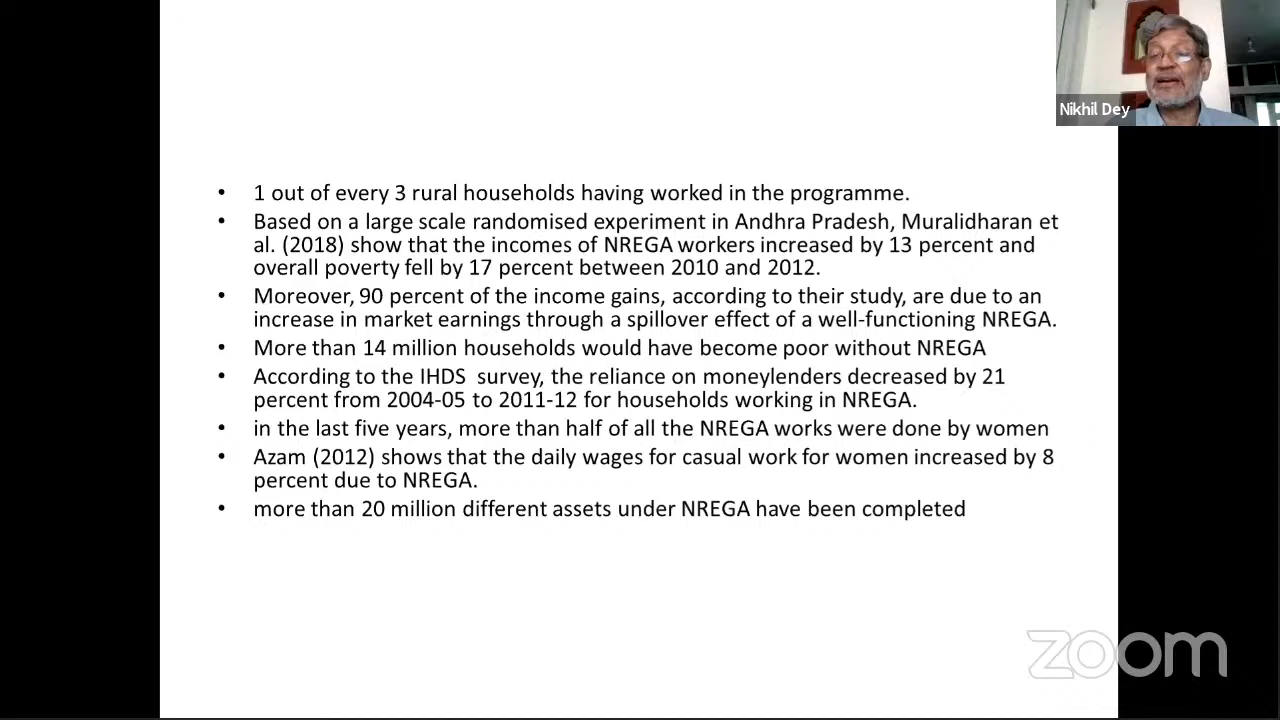 Nikhil Dey
• 1 out of every 3 rural households having worked in the programme.
• Based on a large scale randomised experiment in Andhra Pradesh, Muralidharan et
al. (2018) show that the incomes of NREGA workers increased by 13 percent and
overall poverty fell by 17 percent between 2010 and 2012.
• Moreover, 90 percent of the income gains, according to their study, are due to an
increase in market earnings through a spillover effect of a well-functioning NREGA.
• More than 14 million households would have become poor without NREGA
• According to the IHDS survey, the reliance on moneylenders decreased by 21
percent from 2004-05 to 2011-12 for households working in NREGA.
• in the last five years, more than half of all the NREGA works were done by women
• Azam (2012) shows that the daily wages for casual work for women increased by 8
percent due to NREGA.
• more than 20 million different assets under NREGA have been completed
zoom